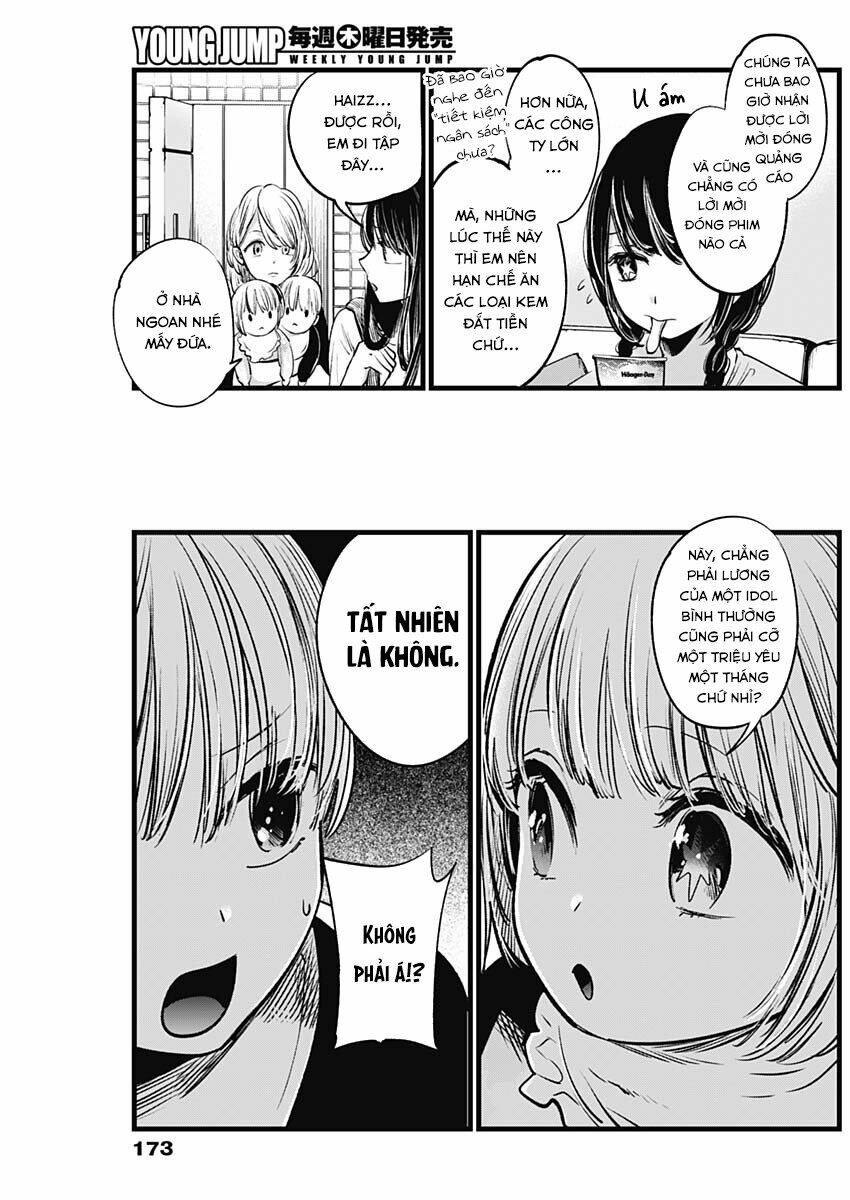 YOUNG JUMP 毎週木曜日発売
WEEKLY YOUNG JUMP
CHÚNG TA
CHƯA BAO
GIỜ NHẬN
ĐƯỢC LỜI
MỜI ĐÓNG
QUẢNG
CÁO
VÀ CŨNG
CHẲNG CÓ
LỜI MỜI
ĐÓNG PHIM
NÀO CẢ
U ám
HƠN NỮA,
CÁC CÔNG
TY LỚN
...
Đã bao giờ
nghe đến
"tiết kiệm
ngân sách"
chưa?
MÀ, NHỮNG
LÚC THẾ NÀY
THÌ EM NÊN
HẠN CHẾ ĂN
CÁC LOẠI KEM
ĐẮT TIỀN
CHỨ...
Häagen-Day
HAIZZ...
ĐƯỢC RỒI,
EM ĐI TẬP
ĐÂY...
Ở NHÀ
NGOAN NHÉ
MẤY ĐỨA.
NÀY, CHẲNG
PHẢI LƯƠNG
CỦA MỘT IDOL
BÌNH THƯỜNG
CŨNG PHẢI CỠ
MỘT TRIỆU YÊU
MỘT THÁNG
CHỨ NHỈ?
TẤT NHIÊN
LÀ KHÔNG.
KHÔNG
PHẢI Á!?
173